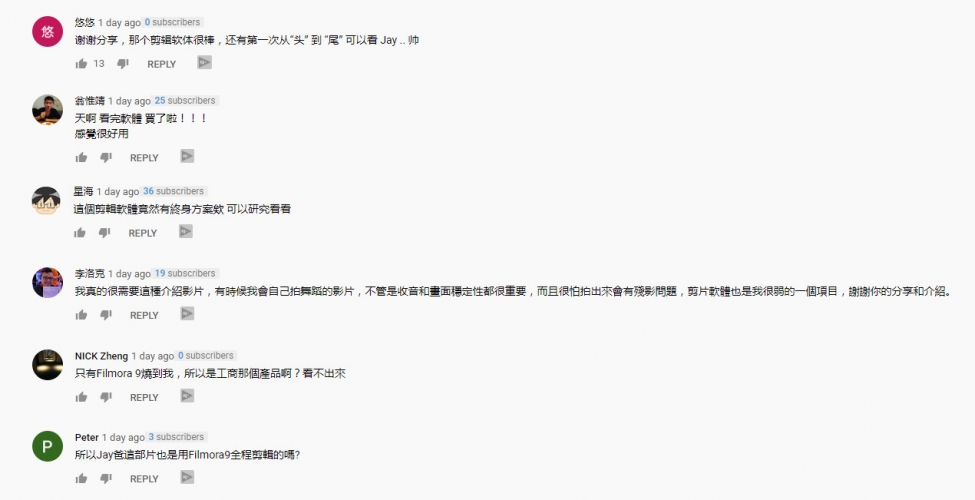 悠
悠悠 1 day ago 0 subscribers
谢谢分享，那个剪辑软体很棒，还有第一次从“头” 到 “尾” 可以看 Jay .. 帅
13 REPLY
翁惟靖 1 day ago 25 subscribers
天啊 看完軟體 買了啦！！！
感覺很好用
REPLY
星海 1 day ago 36 subscribers
這個剪輯軟體竟然有終身方案欸 可以研究看看
REPLY
李洛克 1 day ago 19 subscribers
我真的很需要這種介紹影片，有時候我會自己拍舞蹈的影片，不管是收音和畫面穩定性都很重要，而且很怕拍出來會有殘影問題，剪片軟體也是我很弱的一個項目，謝謝你的分享和介紹。
REPLY
NICK Zheng 1 day ago 0 subscribers
只有Filmora 9燒到我，所以是工商那個產品啊？看不出來
REPLY
P
Peter 1 day ago 3 subscribers
所以Jay爸這部片也是用Filmora9全程剪輯的嗎?
REPLY